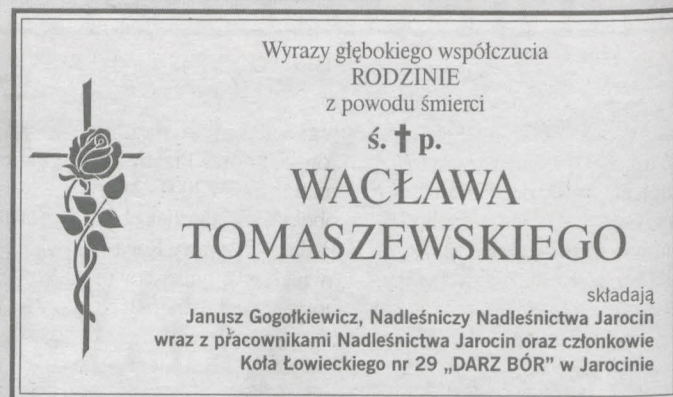 Wyrazy głębokiego współczucia
RODZINIE
z powodu śmierci
ś. † p.
WACŁAWA
TOMASZEWSKIEGO
składają
Janusz Gogołkiewicz, Nadleśniczy Nadleśnictwa Jarocin
wraz z pracownikami Nadleśnictwa Jarocin oraz członkowie
Koła Łowieckiego nr 29 „DARZ BÓR” w Jarocinie